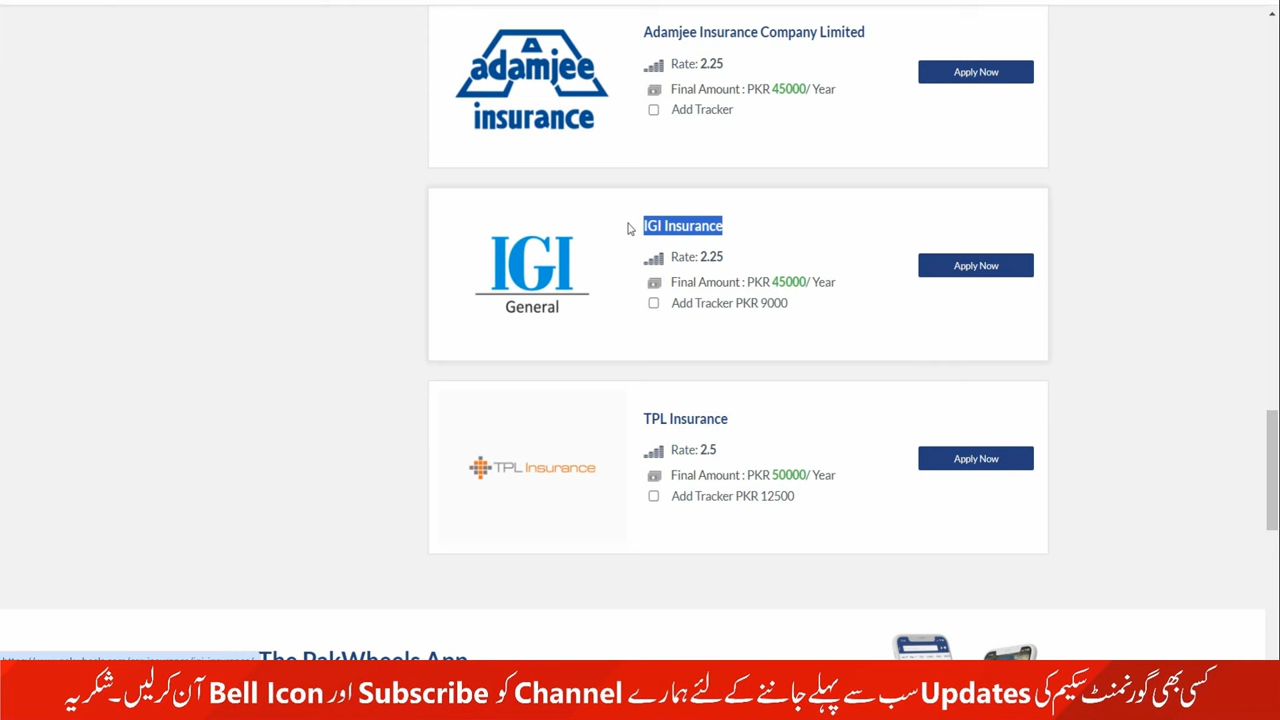 adamjee
insurance
Adamjee Insurance Company Limited
Rate: 2.25
Final Amount : PKR 45000/ Year
Add Tracker
Apply Now
IGI
General
IGI Insurance
Rate: 2.25
Final Amount : PKR 45000/ Year
Add Tracker PKR 9000
Apply Now
TPL Insurance
TPL Insurance
Rate: 2.5
Final Amount : PKR 50000/ Year
Add Tracker PKR 12500
Apply Now
The PakWheels App
کسی بھی گورنمنٹ سکیم کی Updates سب سے پہلے جاننے کے لئے ہمارے Channel کو Subscribe اور Bell Icon آن کرلیں۔ شکریہ